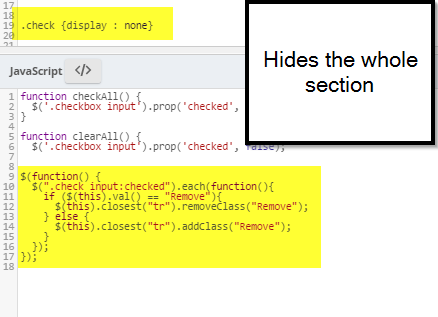 17
18
19 .check {display : none}
20
21
Hides the whole
section
JavaScript </>
1 function checkAll() {
2 $('.checkbox input').prop('checked',
3 }
4
5 function clearAll() {
6 $('.checkbox input').prop('checked', false);
7
8
9 $(function() {
10 $(".check input:checked").each(function(){
11 if ($(this).val() == "Remove"){
12 $(this).closest("tr").removeClass("Remove");
13 } else {
14 $(this).closest("tr").addClass("Remove");
15 }
16 });
17 });
18